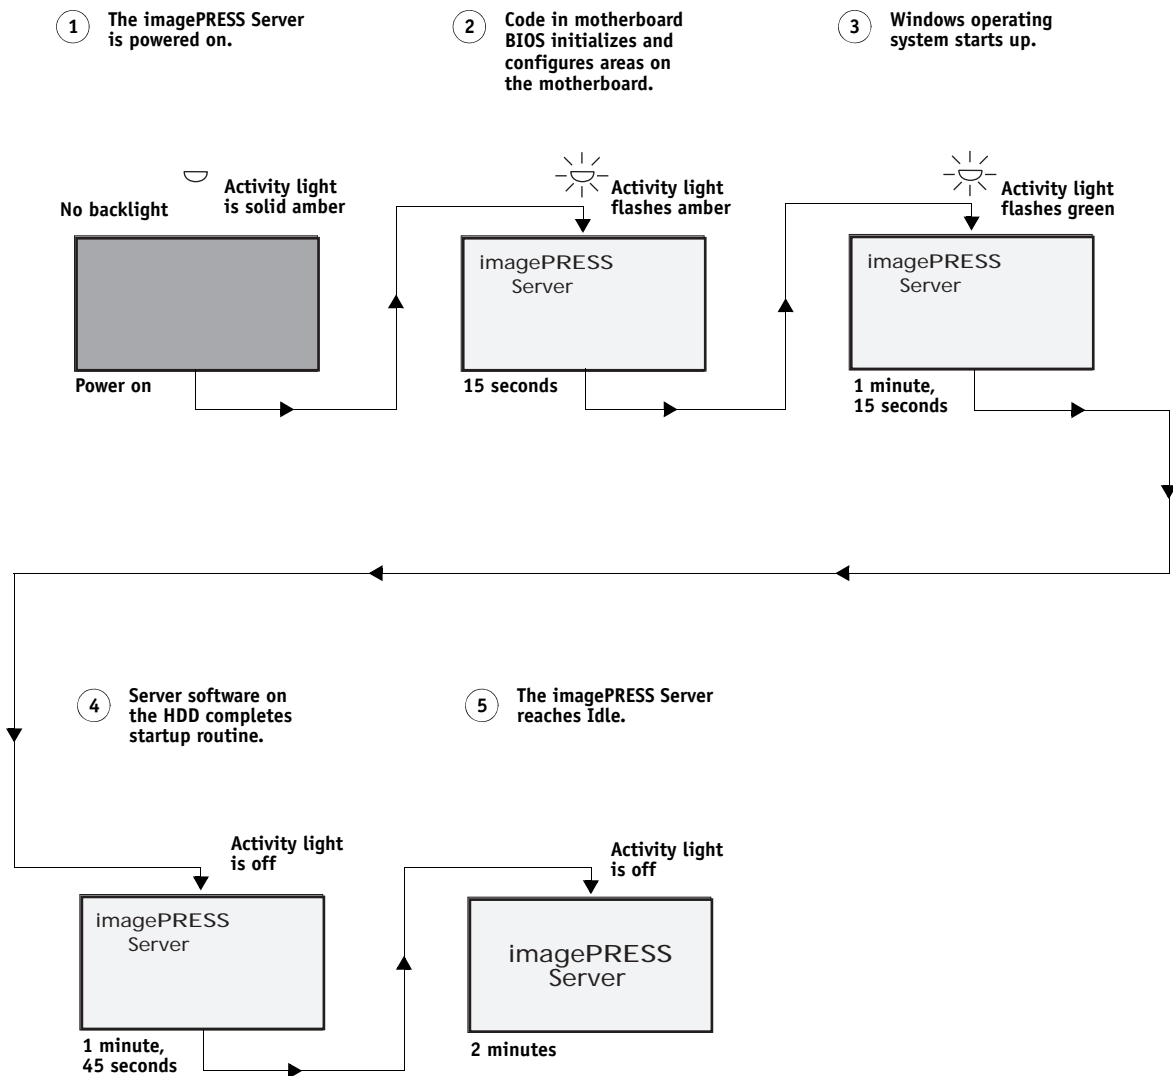 1
The imagePRESS Server
is powered on.
2
Code in motherboard
BIOS initializes and
configures areas on
the motherboard.
3
Windows operating
system starts up.
No backlight
Activity light
is solid amber
Power on
Activity light
flashes amber
imagePRESS
Server
15 seconds
Activity light
flashes green
imagePRESS
Server
1 minute,
15 seconds
4
Server software on
the HDD completes
startup routine.
5
The imagePRESS Server
reaches Idle.
Activity light
is off
imagePRESS
Server
1 minute,
45 seconds
Activity light
is off
imagePRESS
Server
2 minutes